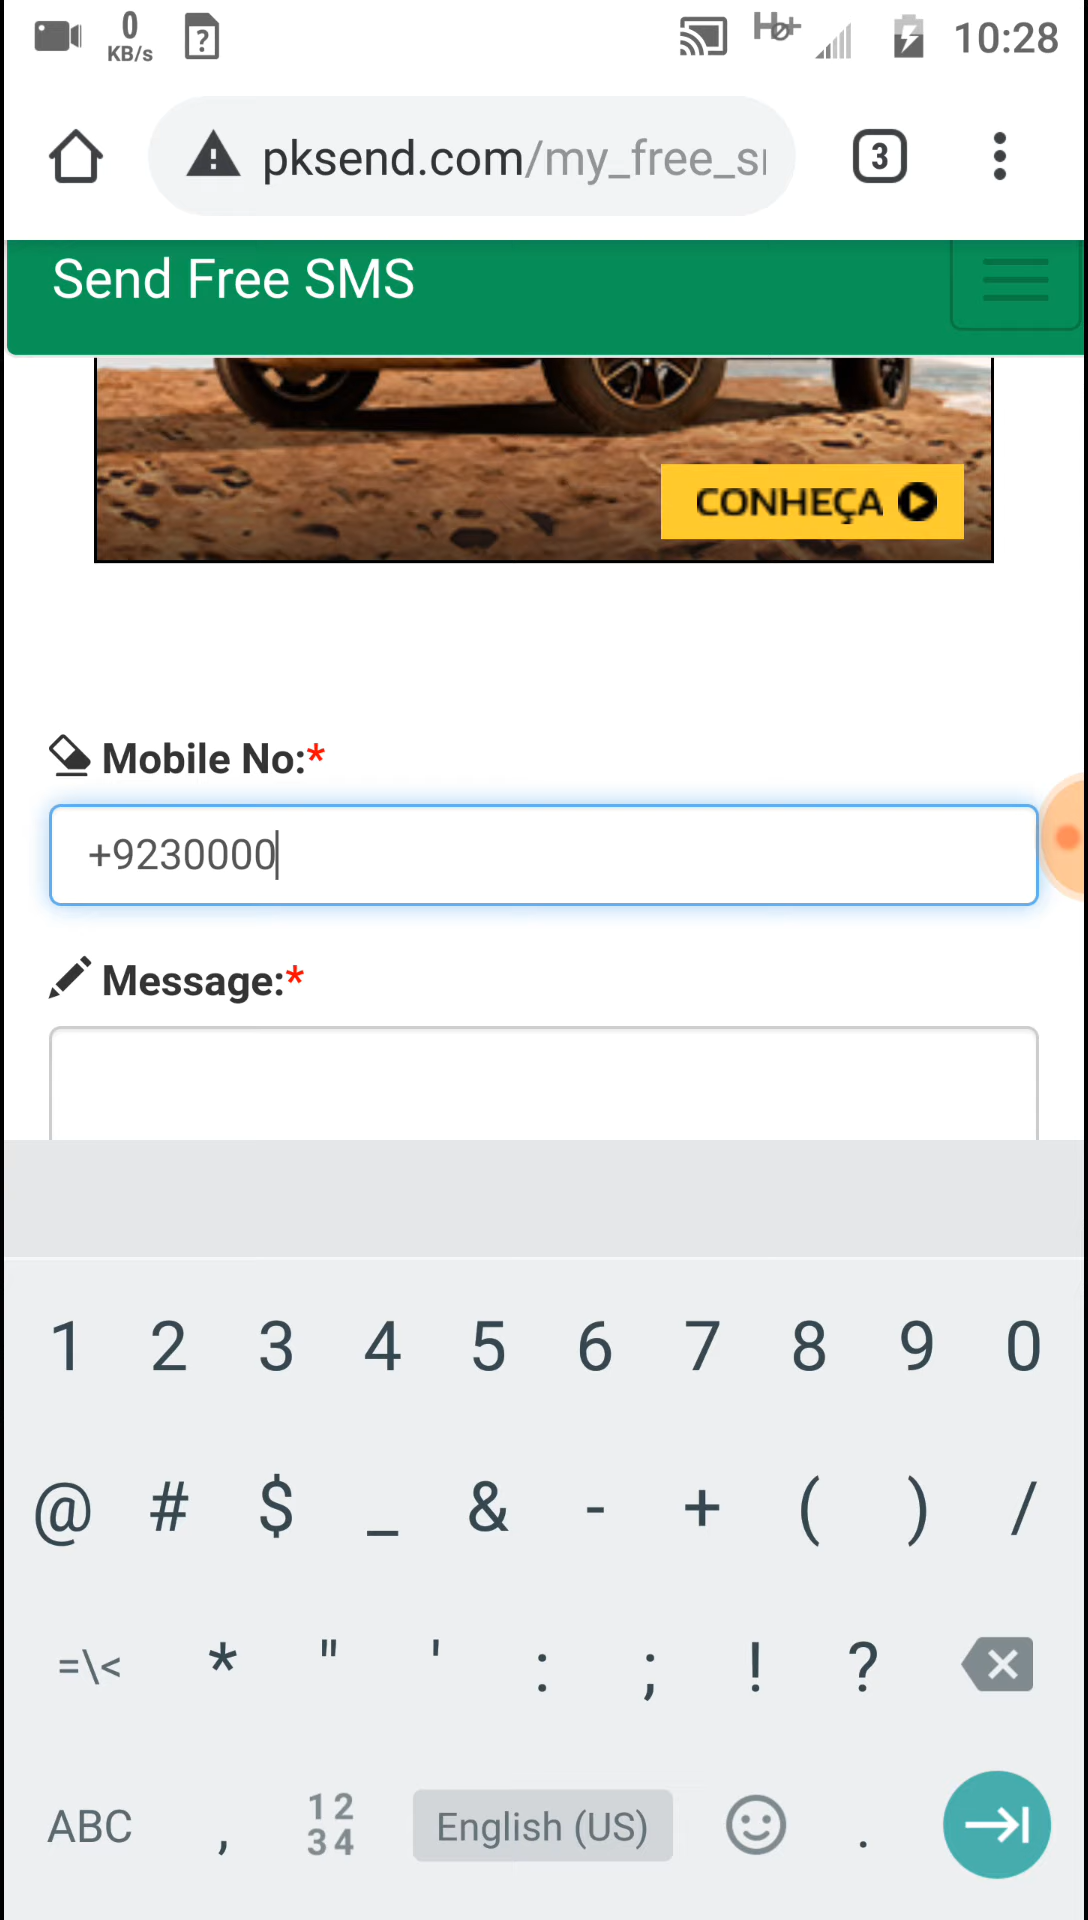 0
KB/s
?
H+
10:28
pksend.com/my_free_s
3
Send Free SMS
CONHEÇA
Mobile No:*
+9230000
Message:*
1 2 3 4 5 6 7 8 9 0
@ # $ _ & - + ( ) /
=\< * " ' : ; ! ?
ABC , 12 34 English (US) .